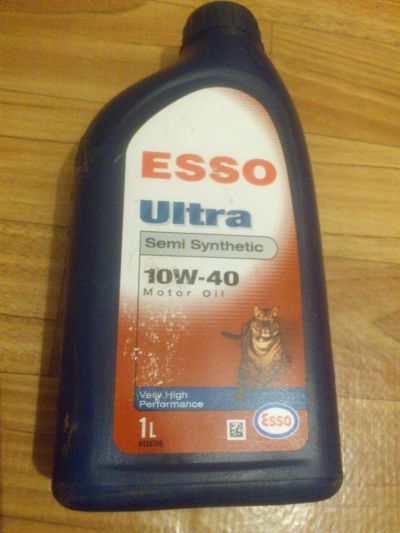 ESSO
Ultra
Semi Synthetic
10W-40
Motor Oil
Very High
Performance
1L
Esso